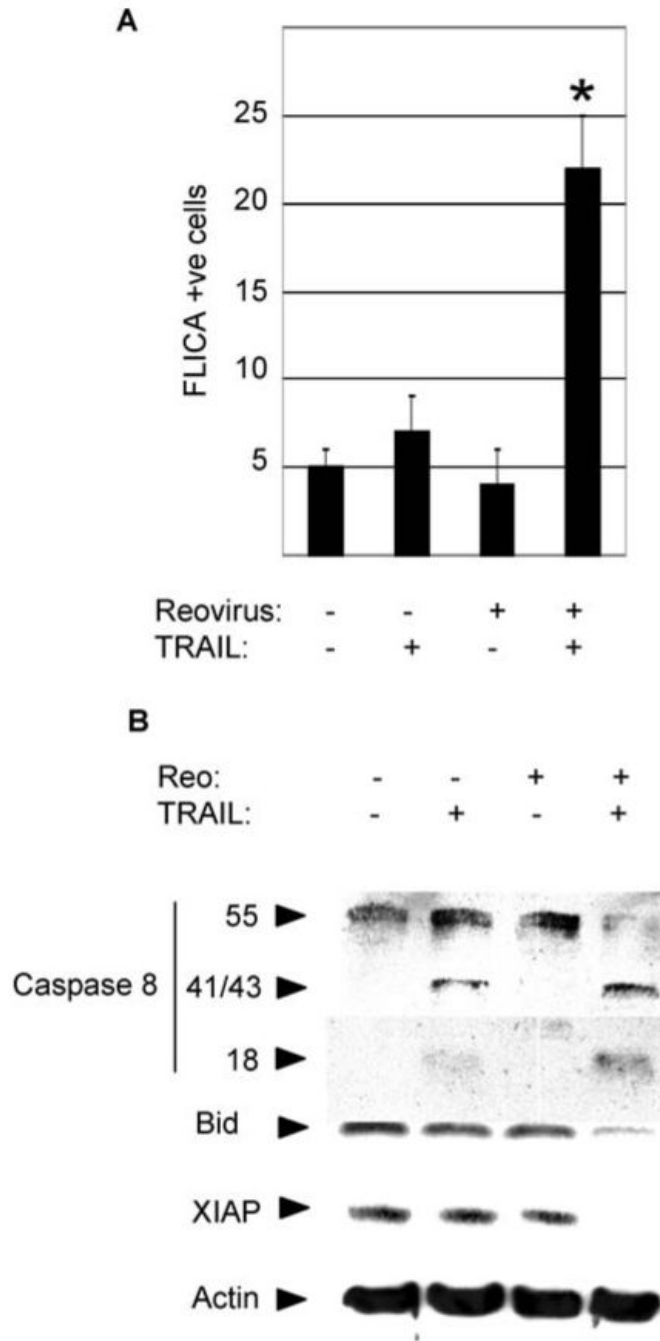 A
25
20
15
10
5
FLICA +ve cells
*
Reovirus: - - + +
TRAIL: - + - +
B
Reo: - - + +
TRAIL: - + - +
Caspase 8
55
41/43
18
Bid
XIAP
Actin